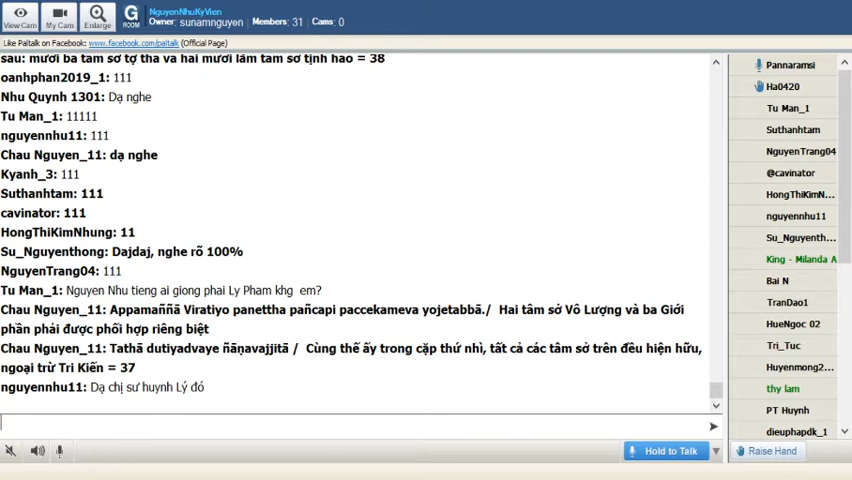 NguyenNhuKyVien
Owner: sunamnguyen Members: 31 Cams: 0
View Cam My Cam Enlarge G ROOM
Like Paltalk on Facebook: www.facebook.com/paltalk (Official Page)
sau: mươi ba tâm sở tợ tha và hai mươi lăm tâm sở tịnh hảo = 38
oanhphan2019_1: 111
Nhu Quynh 1301: Dạ nghe
Tu Man_1: 11111
nguyennhu11: 111
Chau Nguyen_11: dạ nghe
Kyanh_3: 111
Suthanhtam: 111
cavinator: 111
HongThiKimNhung: 11
Su_Nguyenthong: Dajdaj, nghe rõ 100%
NguyenTrang04: 111
Tu Man_1: Nguyen Nhu tieng ai giong phai Ly Pham khg em?
Chau Nguyen_11: Appamaññā Viratiyo panettha pañcapi paccekameva yojetabbā./ Hai tâm sở Vô Lượng và ba Giới
phần phải được phối hợp riêng biệt
Chau Nguyen_11: Tathā dutiyadvaye ñāṇavajjitā / Cùng thế ấy trong cặp thứ nhì, tất cả các tâm sở trên đều hiện hữu,
ngoại trừ Tri Kiến = 37
nguyennhu11: Dạ chị sư huynh Lý đó
Hold to Talk
Pannaramsi
Ha0420
Tu Man_1
Suthanhtam
NguyenTrang04
@cavinator
HongThiKimN...
nguyennhu11
Su_Nguyenth...
King - Milanda A
Bai N
TranDao1
HueNgoc 02
Tri_Tuc
Huyenmong2...
thy lam
PT Huynh
dieuphapdk_1
Raise Hand